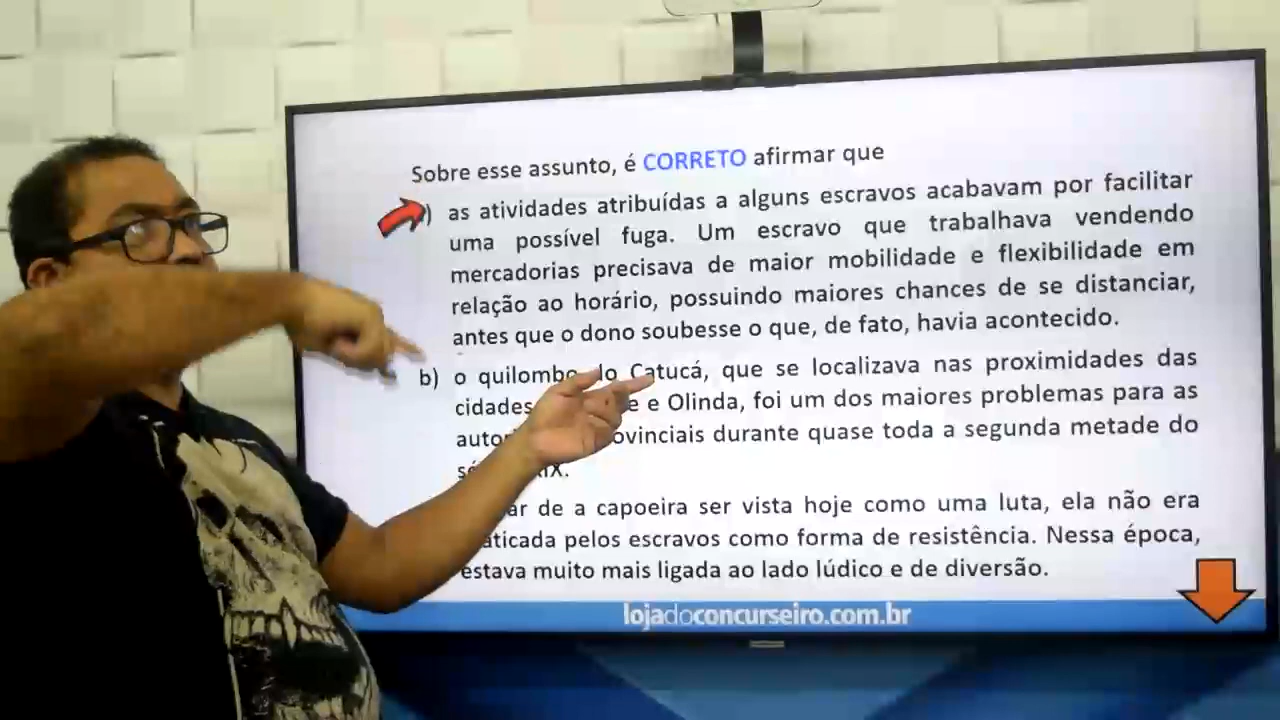 Sobre esse assunto, é CORRETO afirmar que
) as atividades atribuídas a alguns escravos acabavam por facilitar
uma possível fuga. Um escravo que trabalhava vendendo
mercadorias precisava de maior mobilidade e flexibilidade em
relação ao horário, possuindo maiores chances de se distanciar,
antes que o dono soubesse o que, de fato, havia acontecido.
b) o quilombo do Catucá, que se localizava nas proximidades das
cidades e Olinda, foi um dos maiores problemas para as
durante quase toda a segunda metade do
XIX.
de a capoeira ser vista hoje como uma luta, ela não era
pelos escravos como forma de resistência. Nessa época,
estava muito mais ligada ao lado lúdico e de diversão.
lojadoconcurseiro.com.br